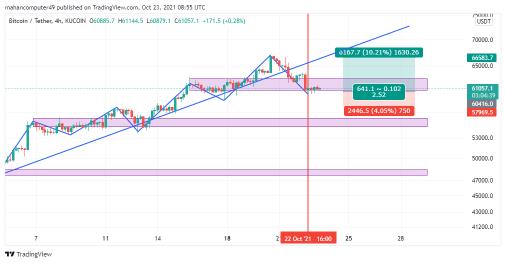 mahancomputer49 published on TradingView.com, Oct 23, 2021 08:55 UTC
Bitcoin / Tether, 4h, KUCOIN O60885.7 H61144.5 L60879.1 C61057.1 +171.5 (+0.28%)
75000.0
USDT
70000.0
66583.7
65000.0
61057.1
03:04:39
60416.0
57969.5
53000.0
50000.0
47000.0
45000.0
43000.0
41200.0
6167.7 (10.21%) 1630.26
641.1 ~ 0.102
2.52
2446.5 (4.05%) 750
7
11
14
18
2
22 Oct '21 16:00
25
28
TradingView